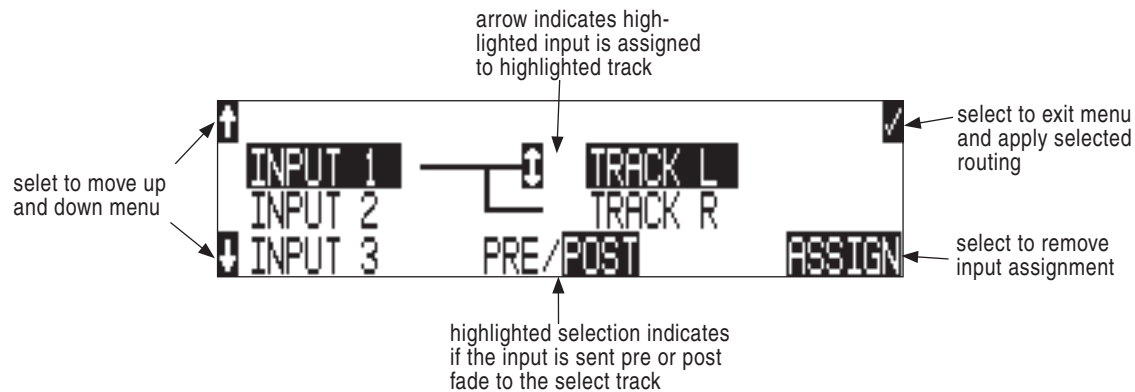 arrow indicates high-
lighted input is assigned
to highlighted track
select to exit menu
and apply selected
routing
selet to move up
and down menu
INPUT 1
TRACK L
INPUT 2
TRACK R
INPUT 3
PRE/POST
ASSIGN
select to remove
input assignment
highlighted selection indicates
if the input is sent pre or post
fade to the select track